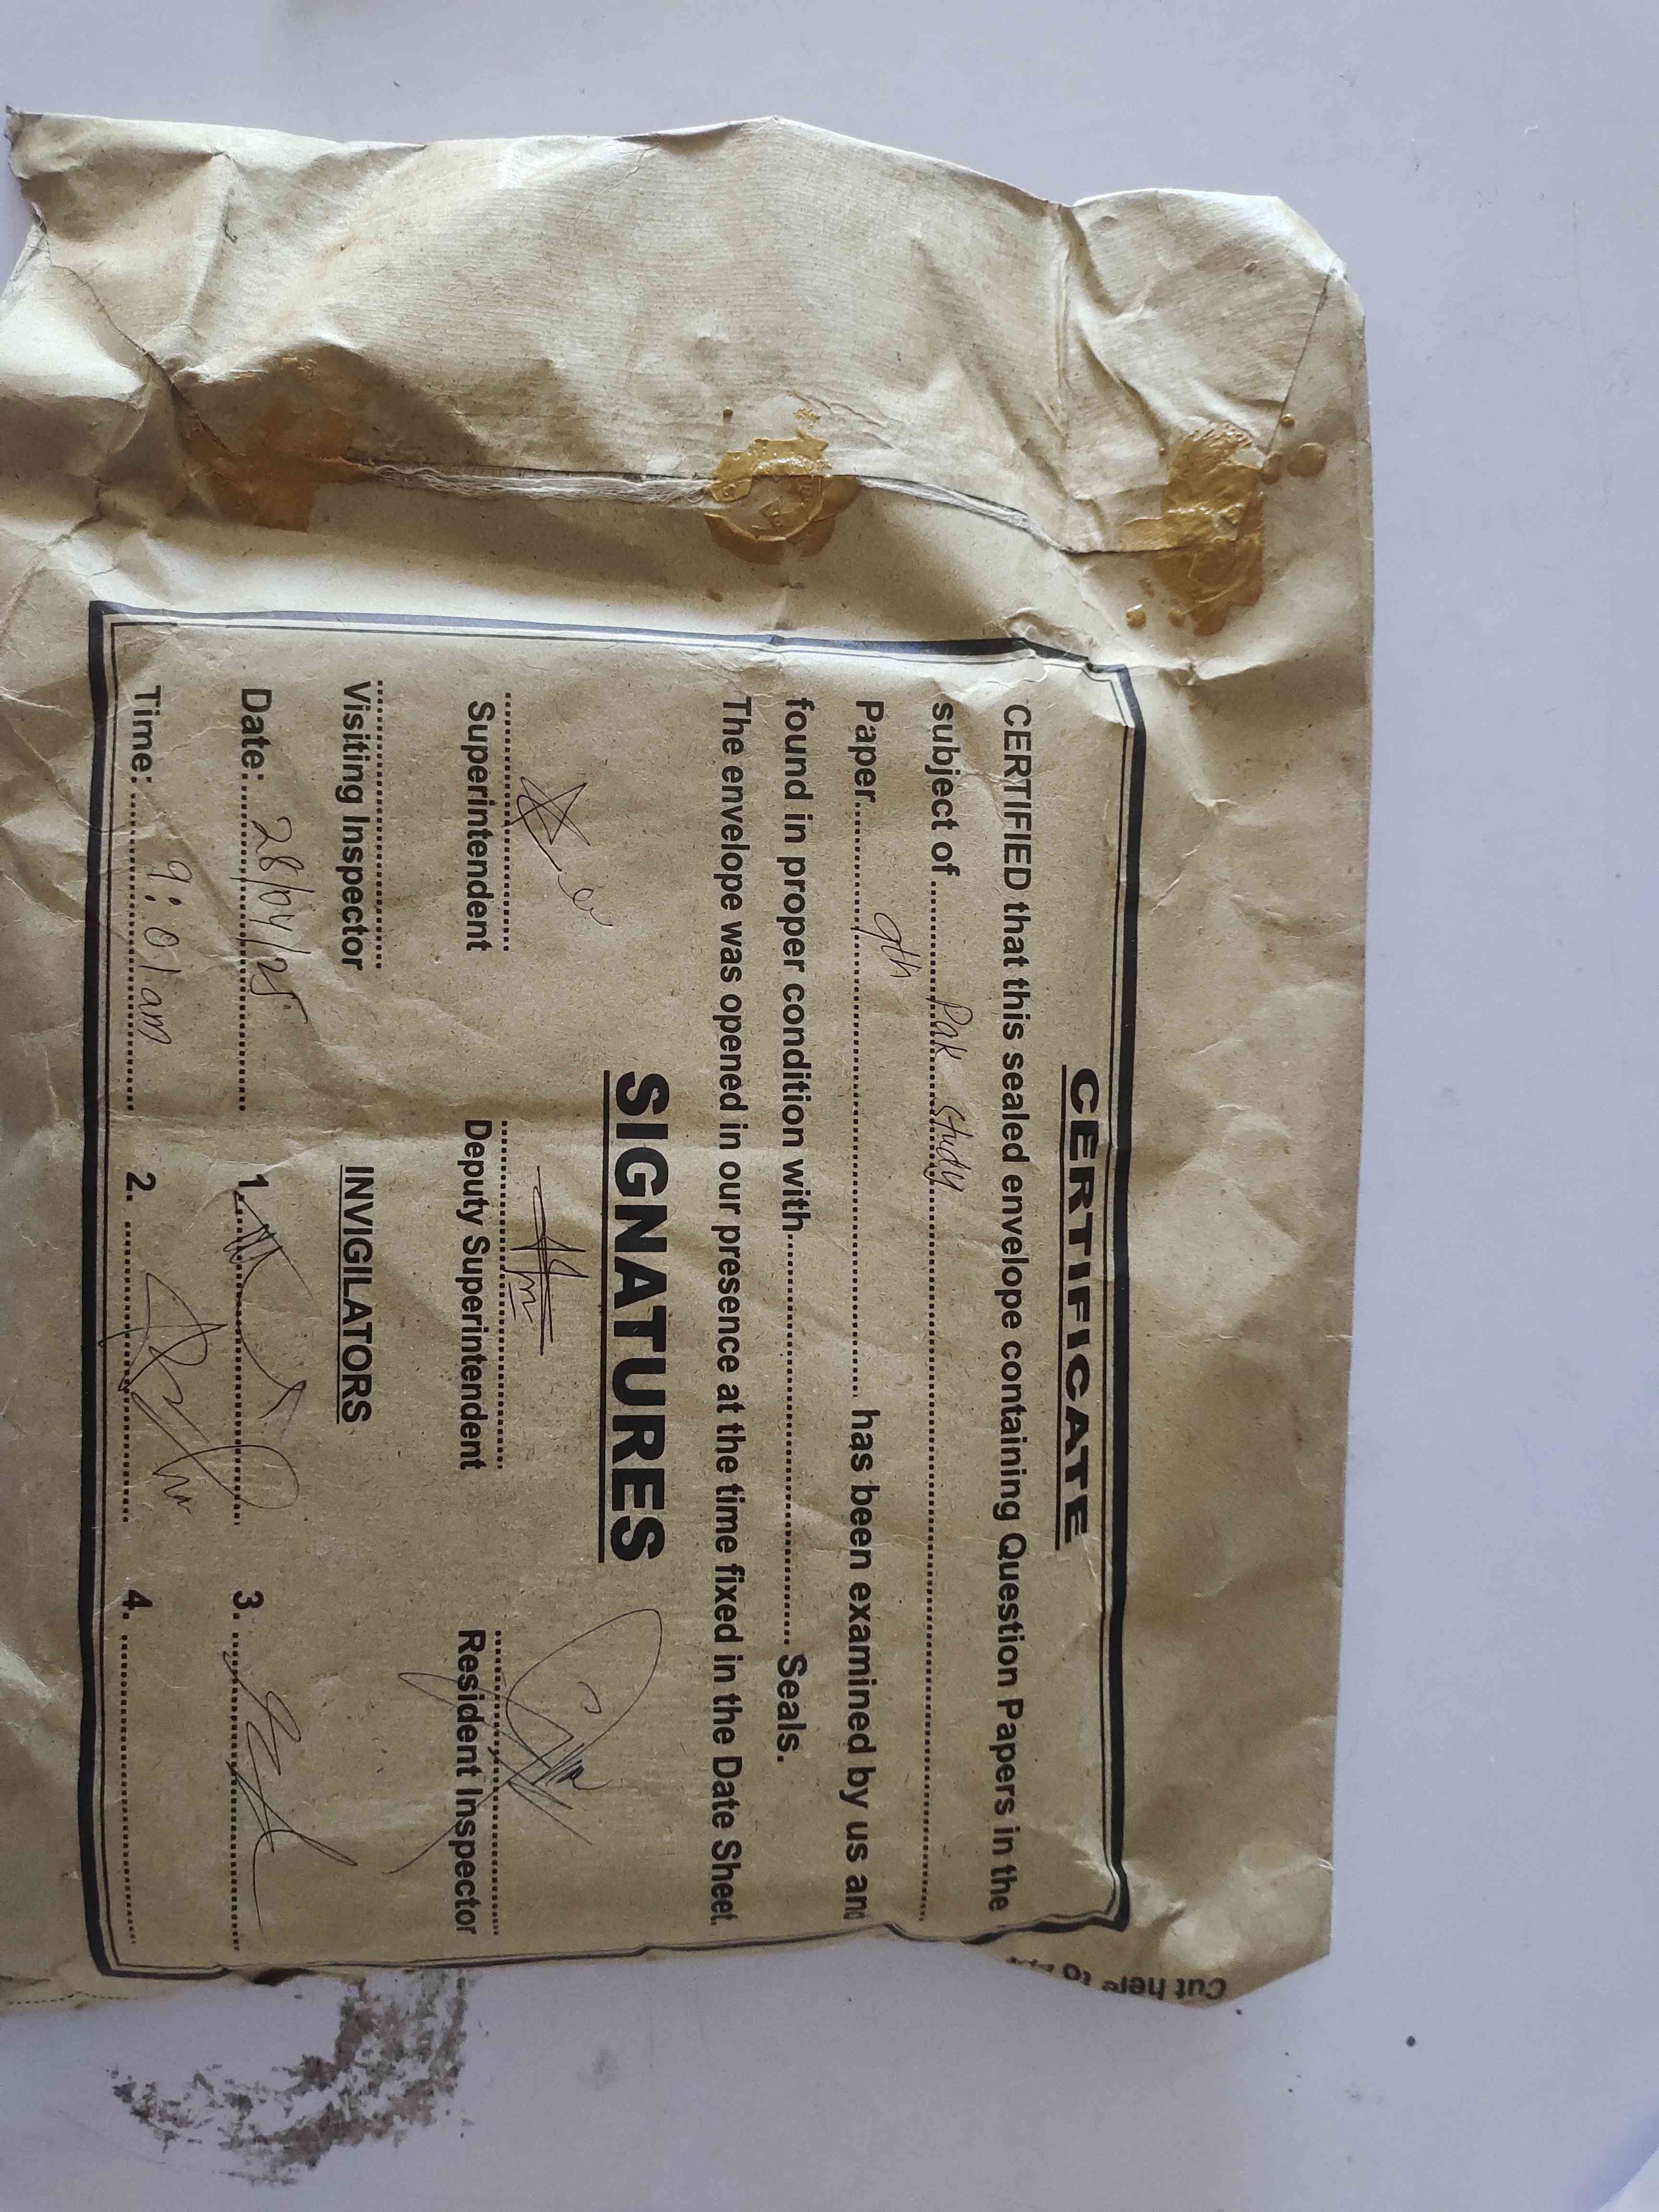 CERTIFICATE
CERTIFIED that this sealed envelope containing Question Papers in the
subject of Pak study
Paper 9th has been examined by us and
found in proper condition with Seals.
The envelope was opened in our presence at the time fixed in the Date Sheet.
SIGNATURES
Superintendent Deputy Superintendent Resident Inspector
Visiting Inspector INVIGILATORS
Date: 28/04/25 1. 3.
Time: 9:01am 2. 4.
Cut here to